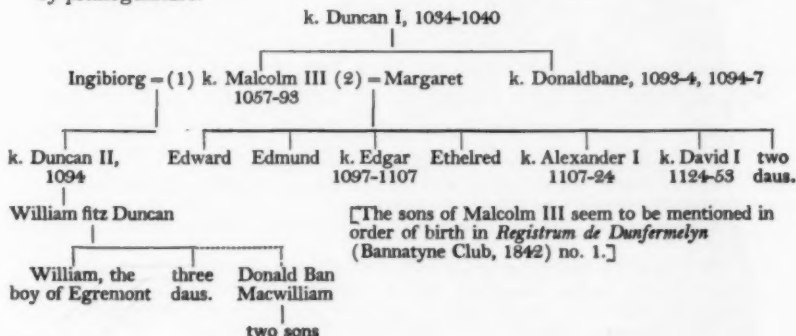 by primogeniture.
k. Duncan I, 1034-1040
Ingibiorg = (1) k. Malcolm III (2) = Margaret k. Donaldbane, 1093-4, 1094-7
1057-93
k. Duncan II, Edward Edmund k. Edgar Ethelred k. Alexander I k. David I two
1094 1097-1107 1107-24 1124-53 daus.
William fitz Duncan [The sons of Malcolm III seem to be mentioned in
order of birth in Registrum de Dunfermelyn
(Bannatyne Club, 1842) no. 1.]
William, the three Donald Ban
boy of Egremont daus. Macwilliam
two sons